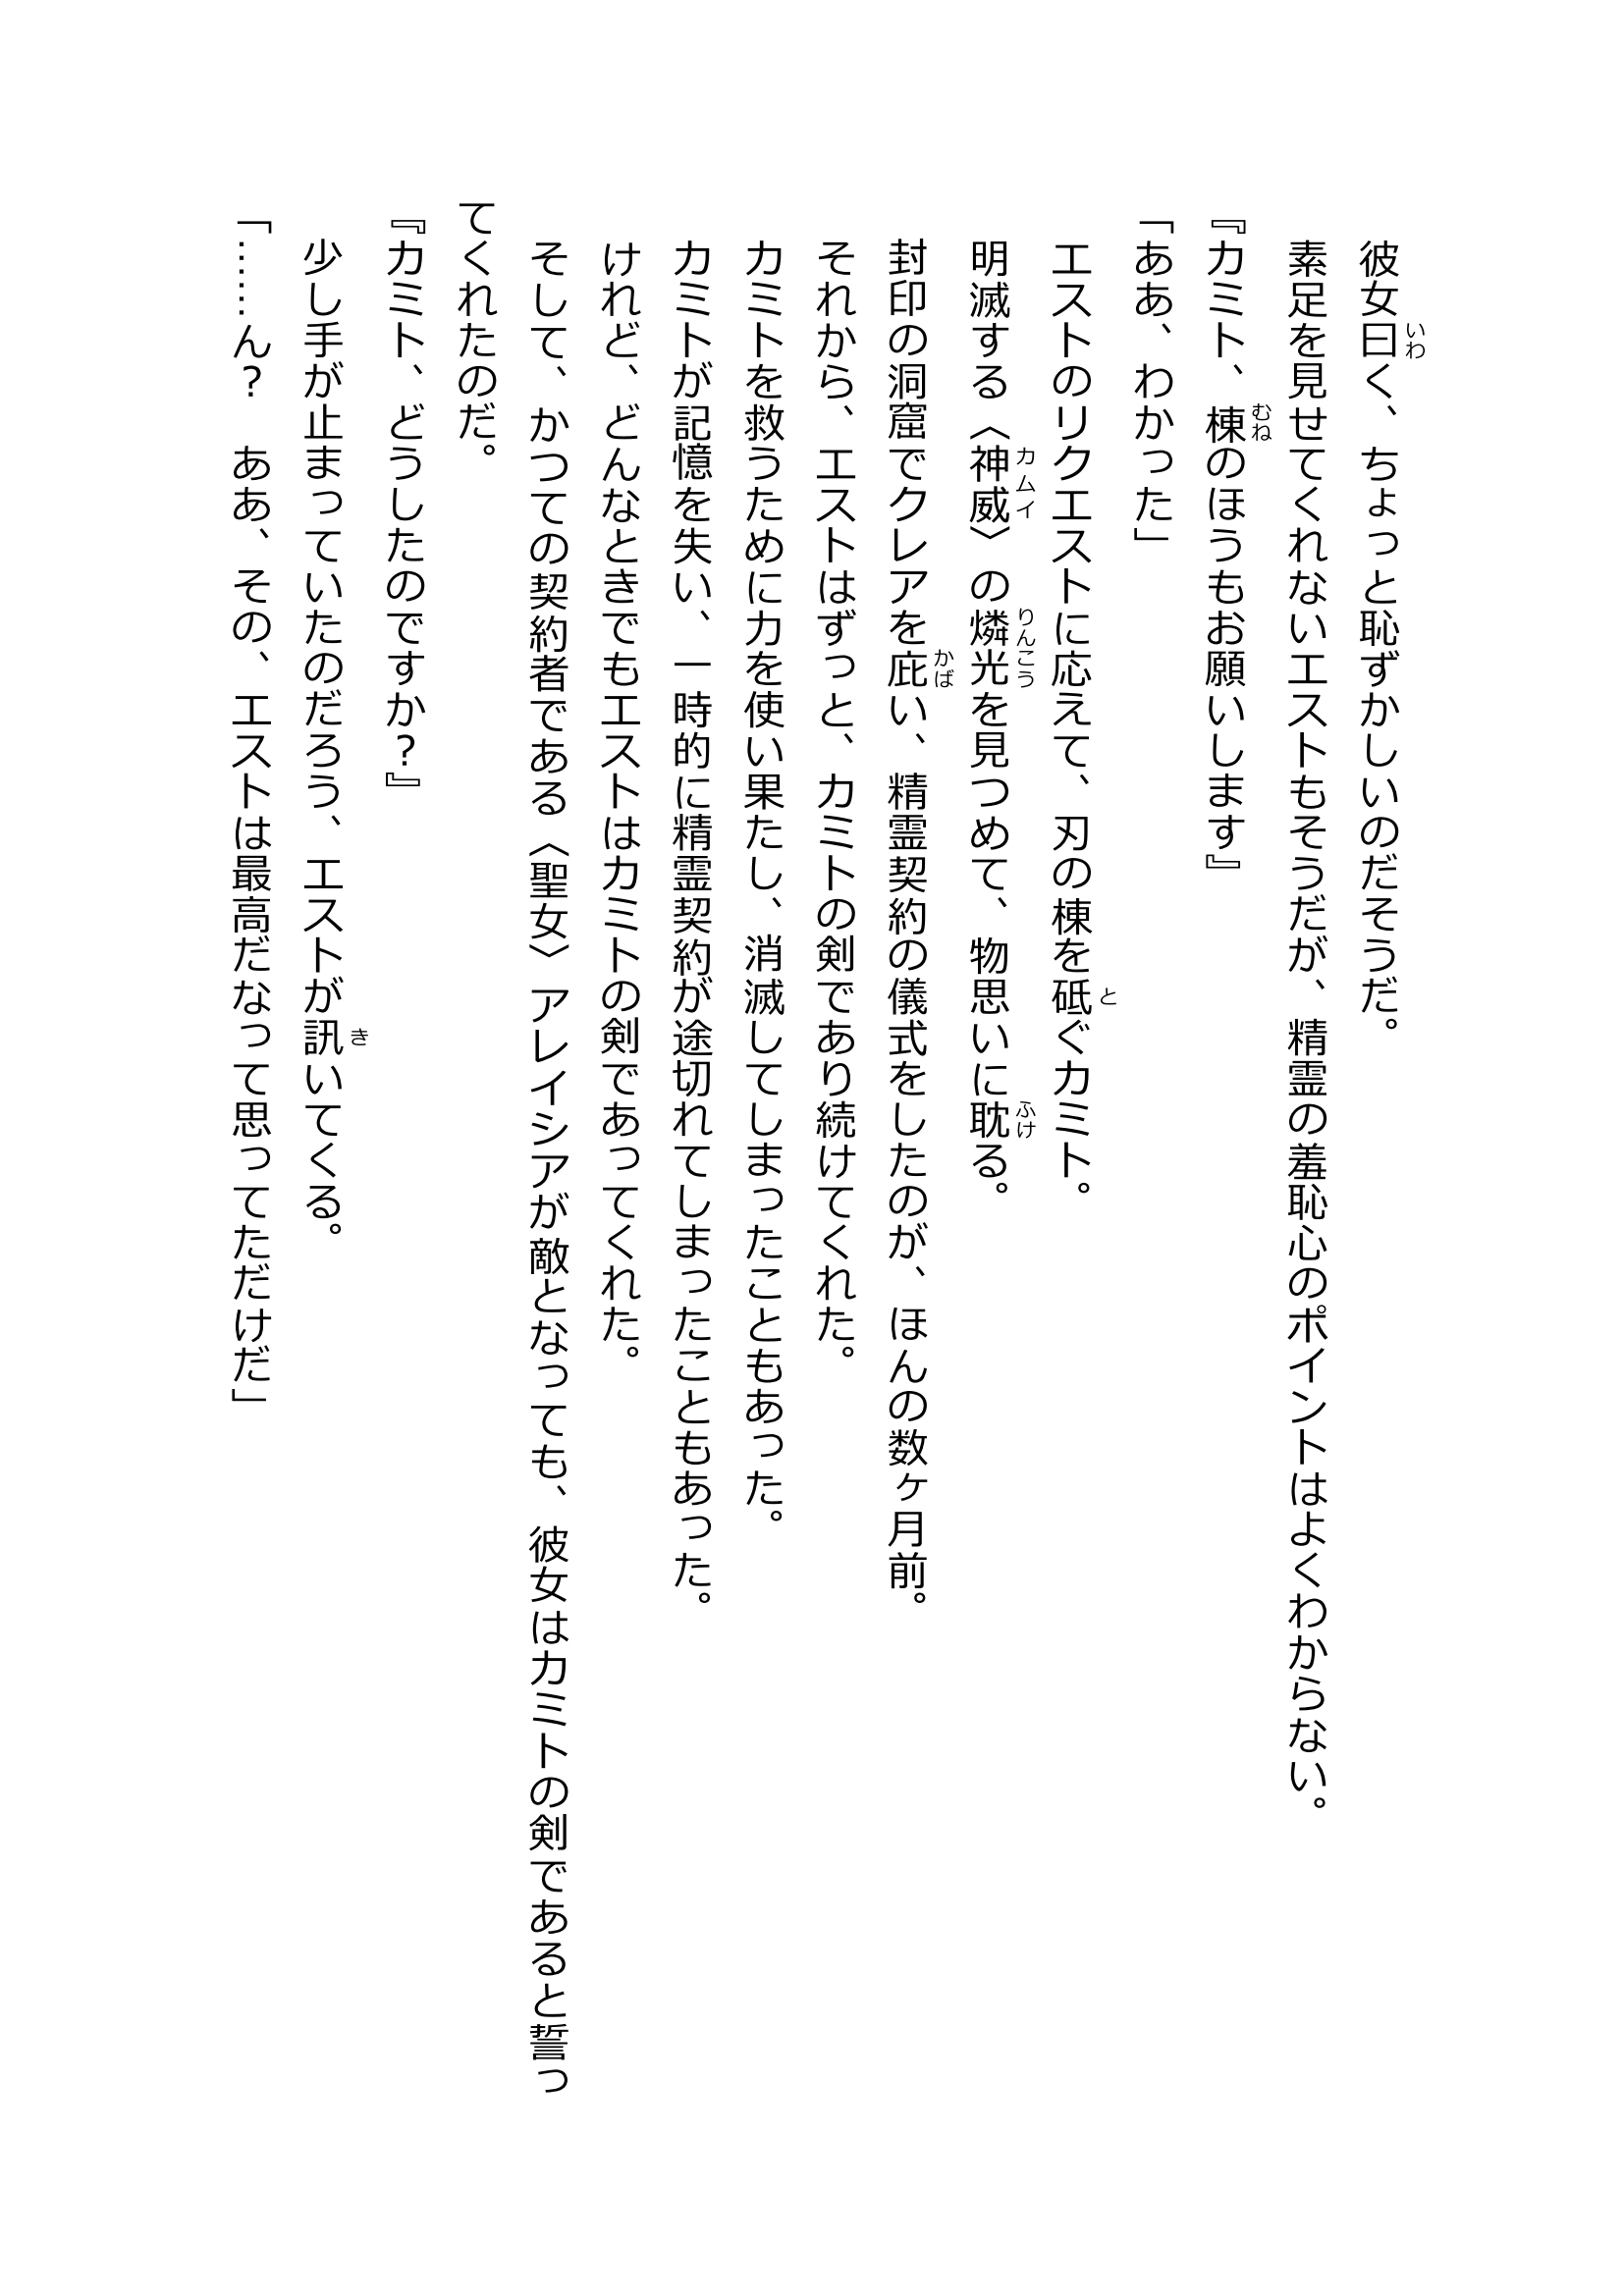 彼女曰く、ちょっと恥ずかしいのだそうだ。
素足を見せてくれないエストもそうだが、精霊の羞恥心のポイントはよくわからない。
『カミト、棟のほうもお願いします』
「ああ、わかった」
エストのリクエストに応えて、刃の棟を砥ぐカミト。
明滅する〈神威〉の燐光を見つめて、物思いに耽る。
封印の洞窟でクレアを庇い、精霊契約の儀式をしたのが、ほんの数ヶ月前。
それから、エストはずっと、カミトの剣であり続けてくれた。
カミトを救うために力を使い果たし、消滅してしまったこともあった。
カミトが記憶を失い、一時的に精霊契約が途切れてしまったこともあった。
けれど、どんなときでもエストはカミトの剣であってくれた。
そして、かつての契約者である〈聖女〉アレイシアが敵となっても、彼女はカミトの剣であると誓っ
てくれたのだ。
『カミト、どうしたのですか？』
少し手が止まっていたのだろう、エストが訊いてくる。
「……ん？　ああ、その、エストは最高だなって思ってただけだ」